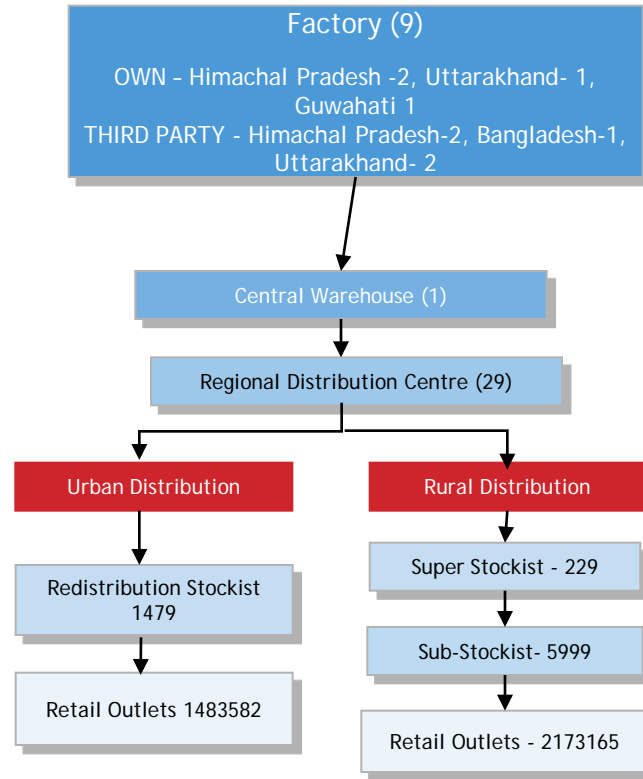 Factory (9)
OWN – Himachal Pradesh -2, Uttarakhand- 1,
Guwahati 1
THIRD PARTY - Himachal Pradesh-2, Bangladesh-1,
Uttarakhand- 2
Central Warehouse (1)
Regional Distribution Centre (29)
Urban Distribution
Redistribution Stockist
1479
Retail Outlets 1483582
Rural Distribution
Super Stockist - 229
Sub-Stockist- 5999
Retail Outlets - 2173165